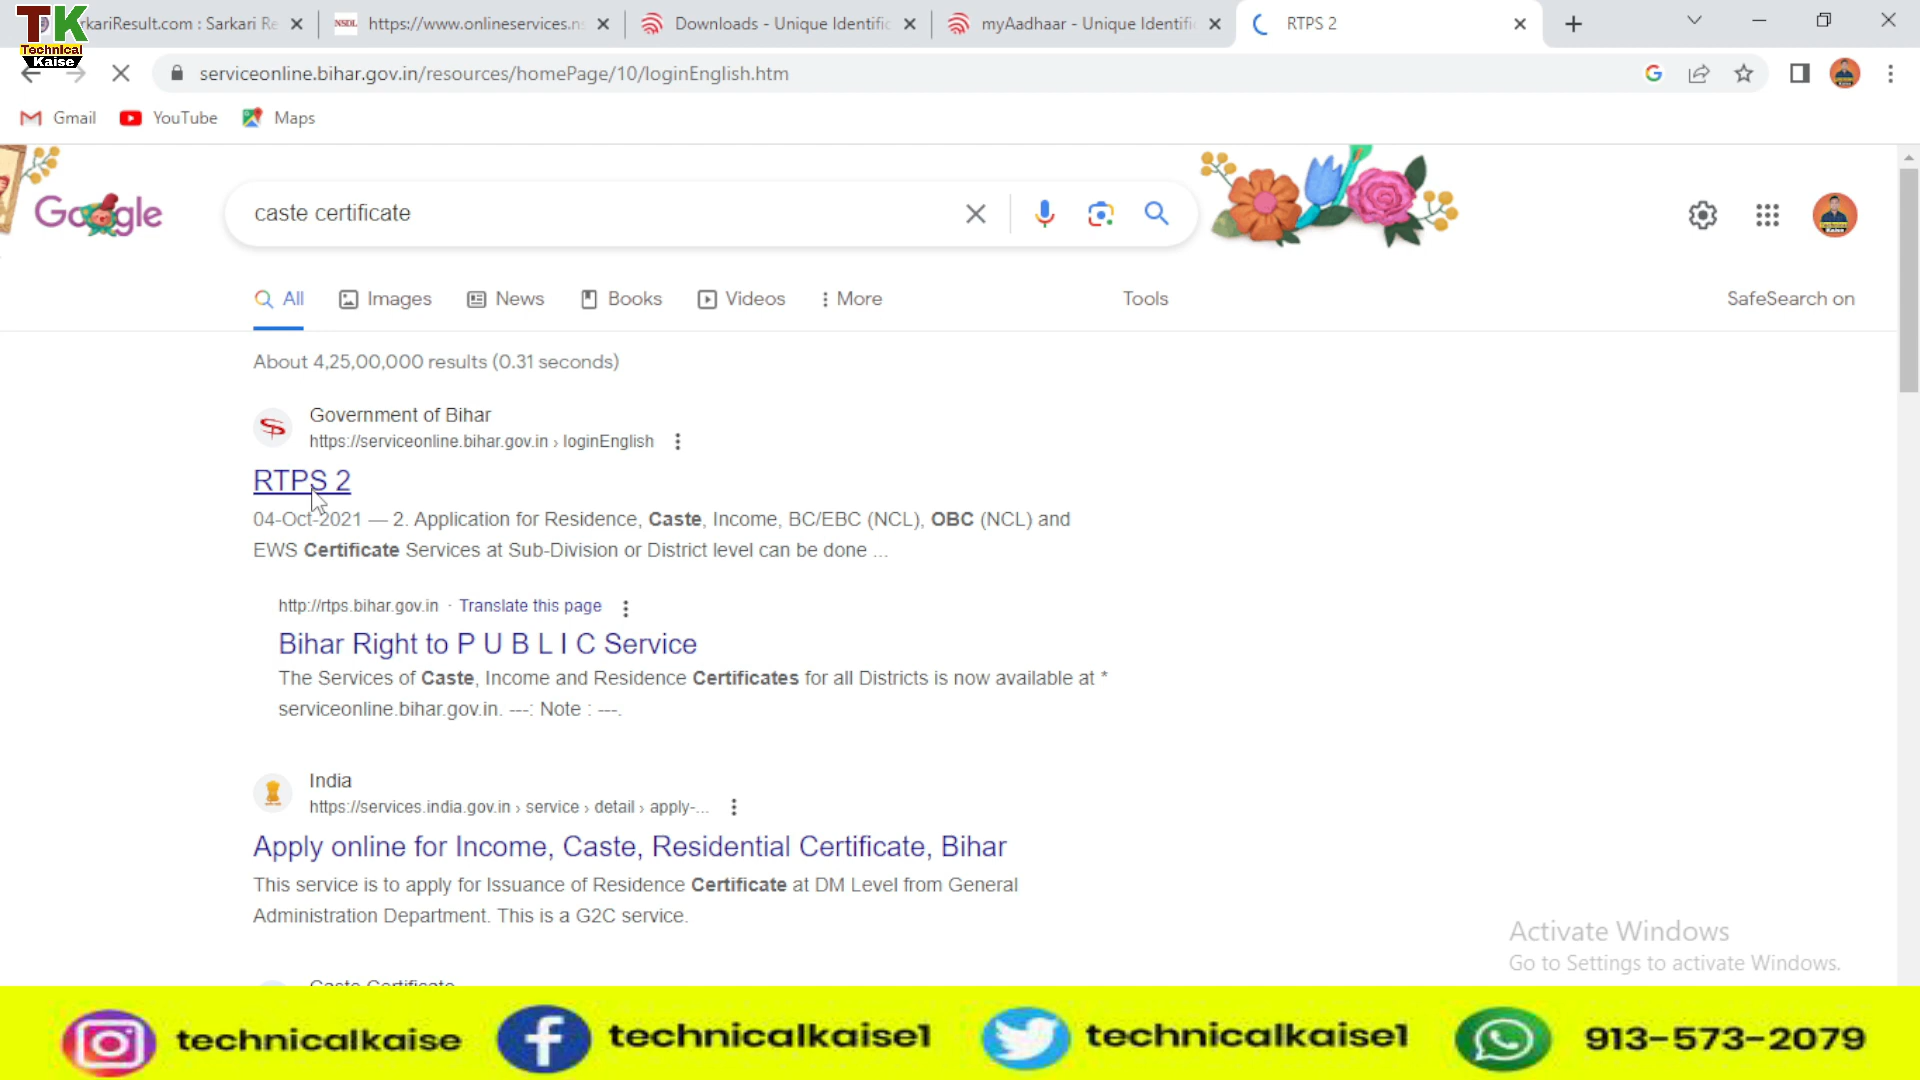 TK
Technical
Kaise
kariResult.com : Sarkari Re
NSDL https://www.onlineservices.ns
Downloads - Unique Identific
myAadhaar - Unique Identific
RTPS 2
serviceonline.bihar.gov.in/resources/homePage/10/loginEnglish.htm
Gmail YouTube Maps
Google
caste certificate
All Images News Books Videos More Tools SafeSearch on
About 4,25,00,000 results (0.31 seconds)
Government of Bihar
https://serviceonline.bihar.gov.in › loginEnglish
RTPS 2
04-Oct-2021 — 2. Application for Residence, Caste, Income, BC/EBC (NCL), OBC (NCL) and
EWS Certificate Services at Sub-Division or District level can be done ...
http://rtps.bihar.gov.in · Translate this page
Bihar Right to P U B L I C Service
The Services of Caste, Income and Residence Certificates for all Districts is now available at *
serviceonline.bihar.gov.in. ---: Note : ---.
India
https://services.india.gov.in › service › detail › apply-...
Apply online for Income, Caste, Residential Certificate, Bihar
This service is to apply for Issuance of Residence Certificate at DM Level from General
Administration Department. This is a G2C service.
Caste Certificate
Activate Windows
Go to Settings to activate Windows.
technicalkaise technicalkaise1 technicalkaise1 913-573-2079